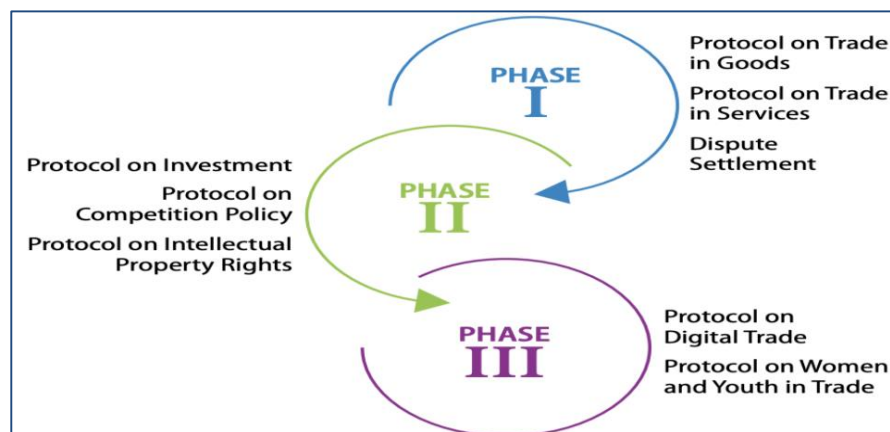 PHASE
I
Protocol on Trade
in Goods
Protocol on Trade
in Services
Dispute
Settlement
Protocol on Investment
Protocol on
Competition Policy
Protocol on Intellectual
Property Rights
PHASE
II
PHASE
III
Protocol on
Digital Trade
Protocol on Women
and Youth in Trade